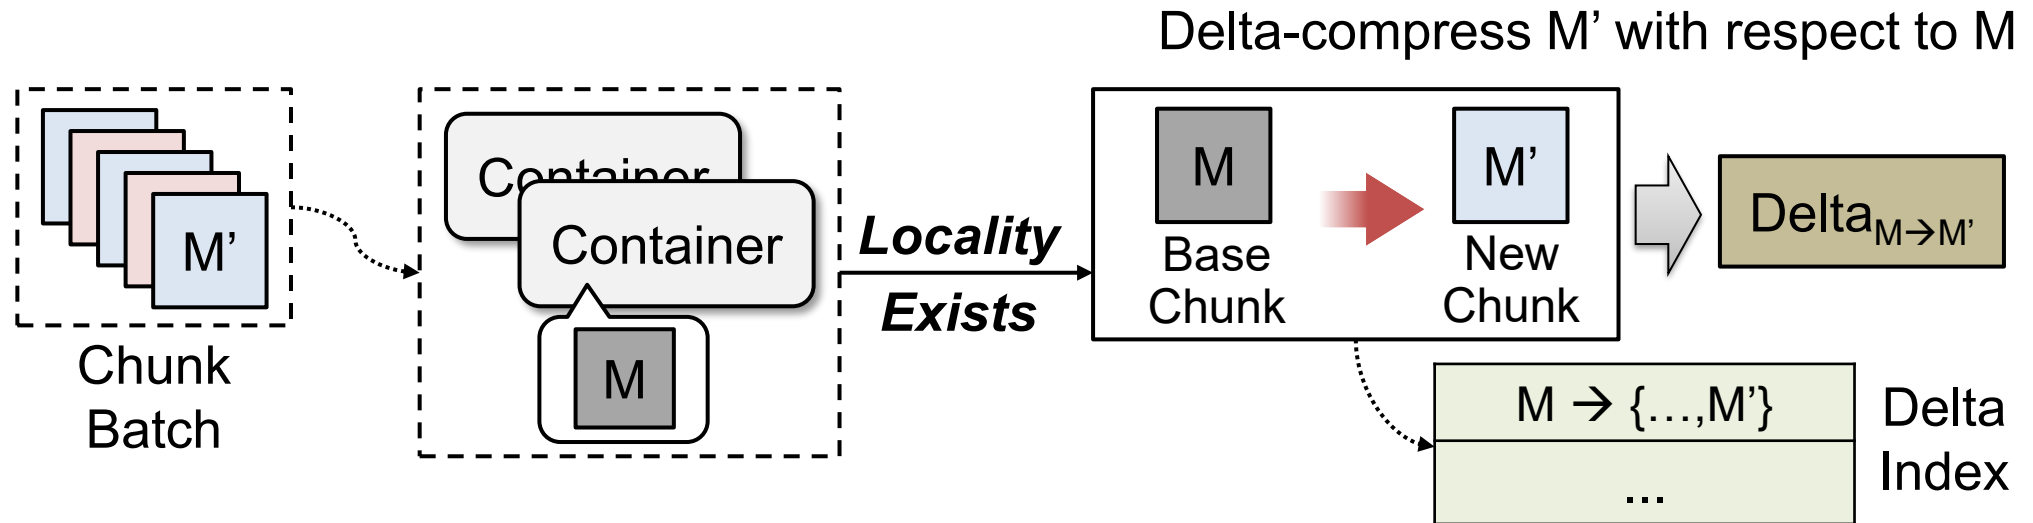 Delta-compress M’ with respect to M
M’
Chunk
Batch
Container
Container
M
Locality
Exists
M
Base
Chunk
M’
New
Chunk
DeltaM→M’
M → {…,M’}
...
Delta
Index